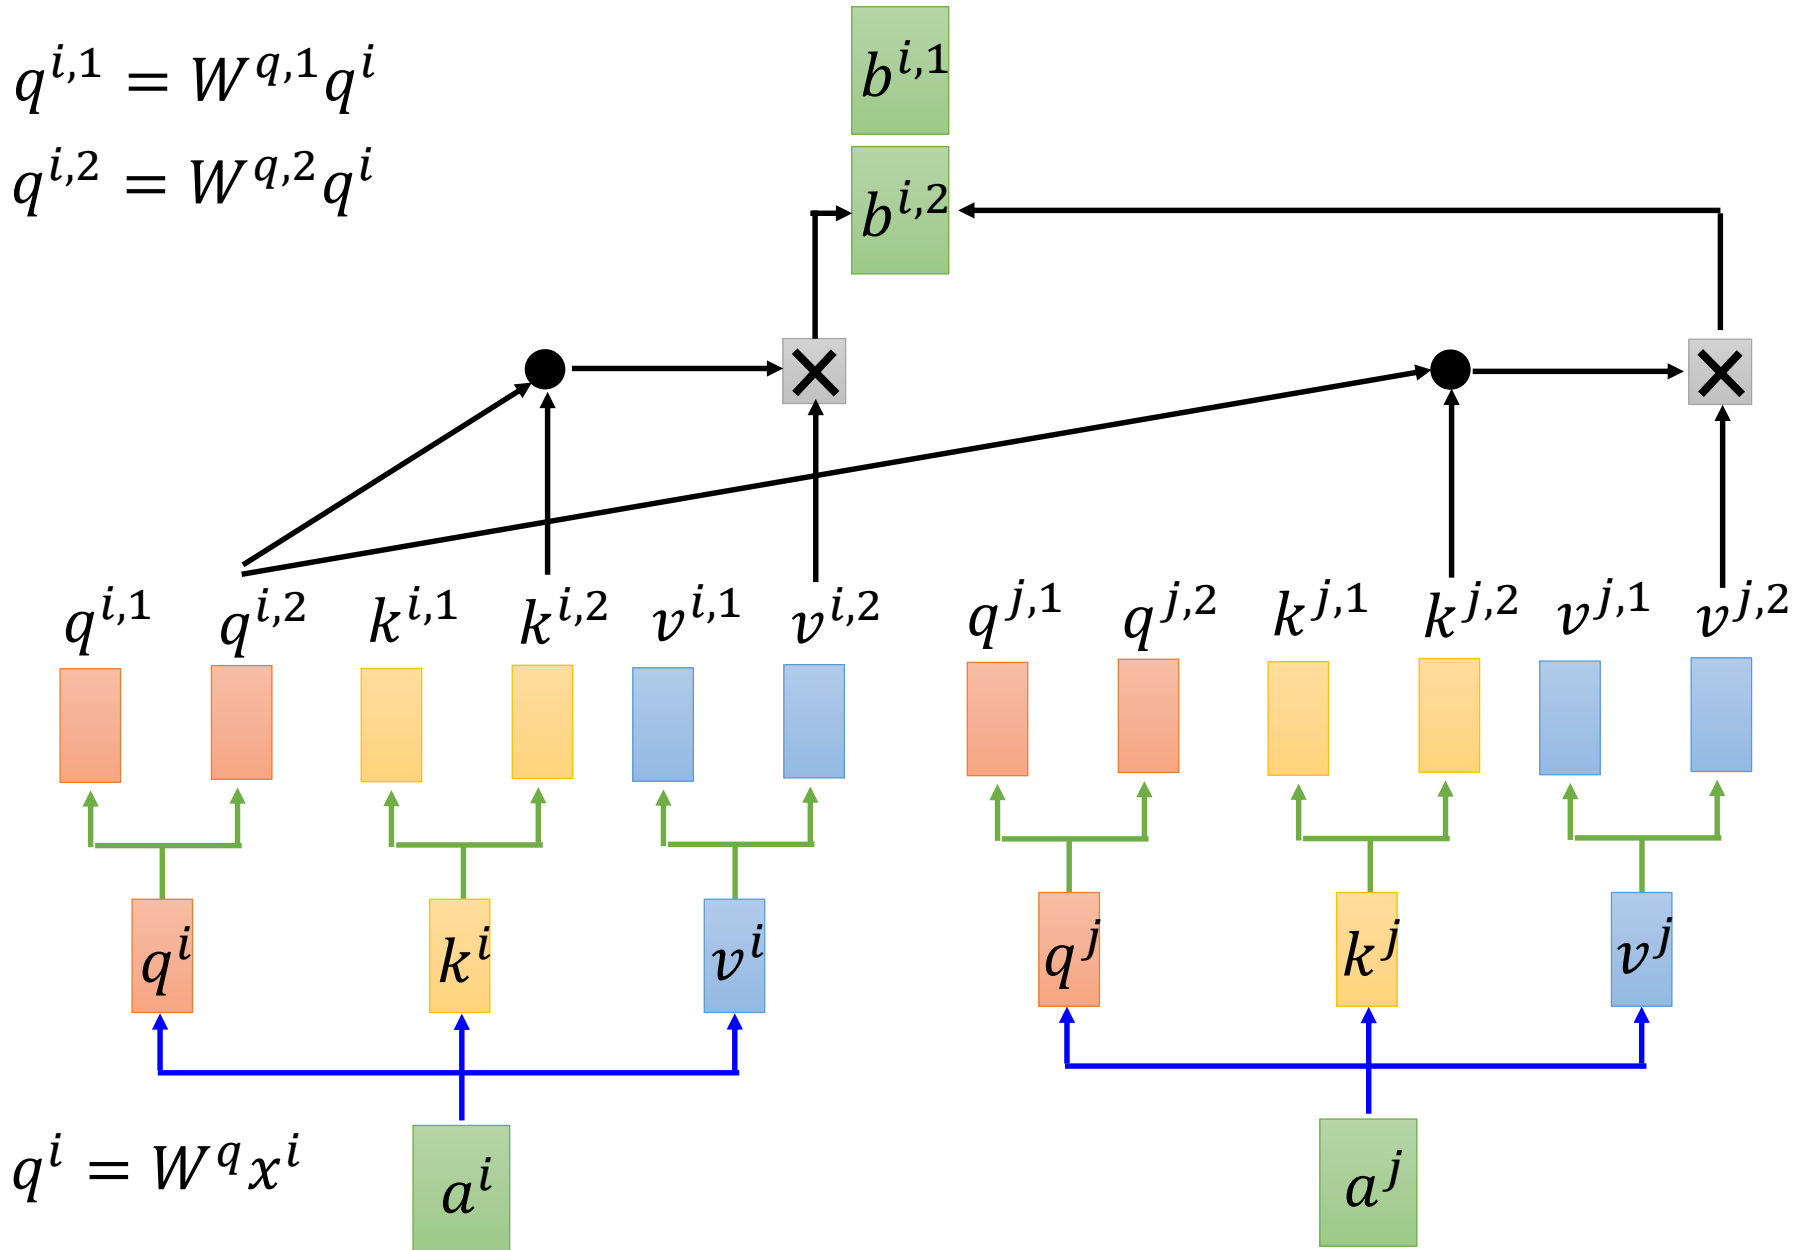 q^{i,1} = W^{q,1}q^i
q^{i,2} = W^{q,2}q^i
b^{i,1}
b^{i,2}
q^{i,1} q^{i,2} k^{i,1} k^{i,2} v^{i,1} v^{i,2} q^{j,1} q^{j,2} k^{j,1} k^{j,2} v^{j,1} v^{j,2}
q^i k^i v^i q^j k^j v^j
q^i = W^q x^i
a^i a^j